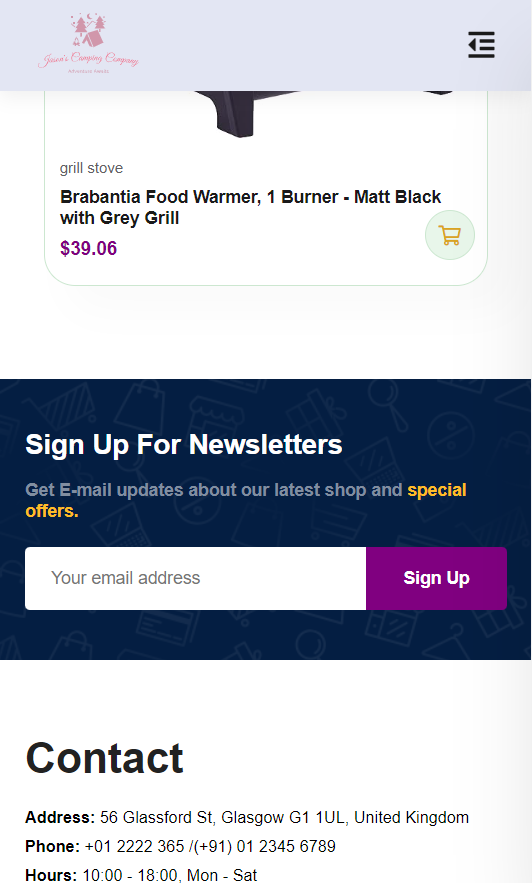 Jason's Camping Company
grill stove
Brabantia Food Warmer, 1 Burner - Matt Black
with Grey Grill
$39.06
Sign Up For Newsletters
Get E-mail updates about our latest shop and special
offers.
Your email address
Sign Up
Contact
Address: 56 Glassford St, Glasgow G1 1UL, United Kingdom
Phone: +01 2222 365 /(+91) 01 2345 6789
Hours: 10:00 - 18:00, Mon - Sat